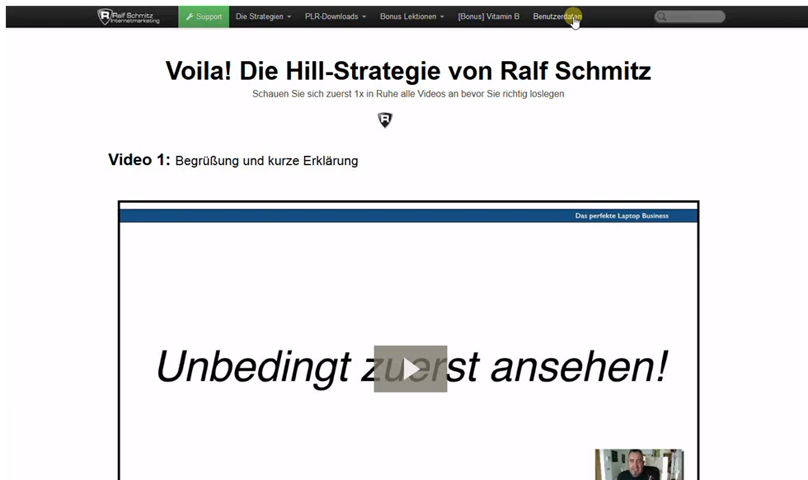 Ralf Schmitz
Internetmarketing
Support
Die Strategien
PLR-Downloads
Bonus Lektionen
[Bonus] Vitamin B
Benutzerdaten
Voila! Die Hill-Strategie von Ralf Schmitz
Schauen Sie sich zuerst 1x in Ruhe alle Videos an bevor Sie richtig loslegen
R
Video 1: Begrüßung und kurze Erklärung
Das perfekte Laptop Business
Unbedingt zuerst ansehen!